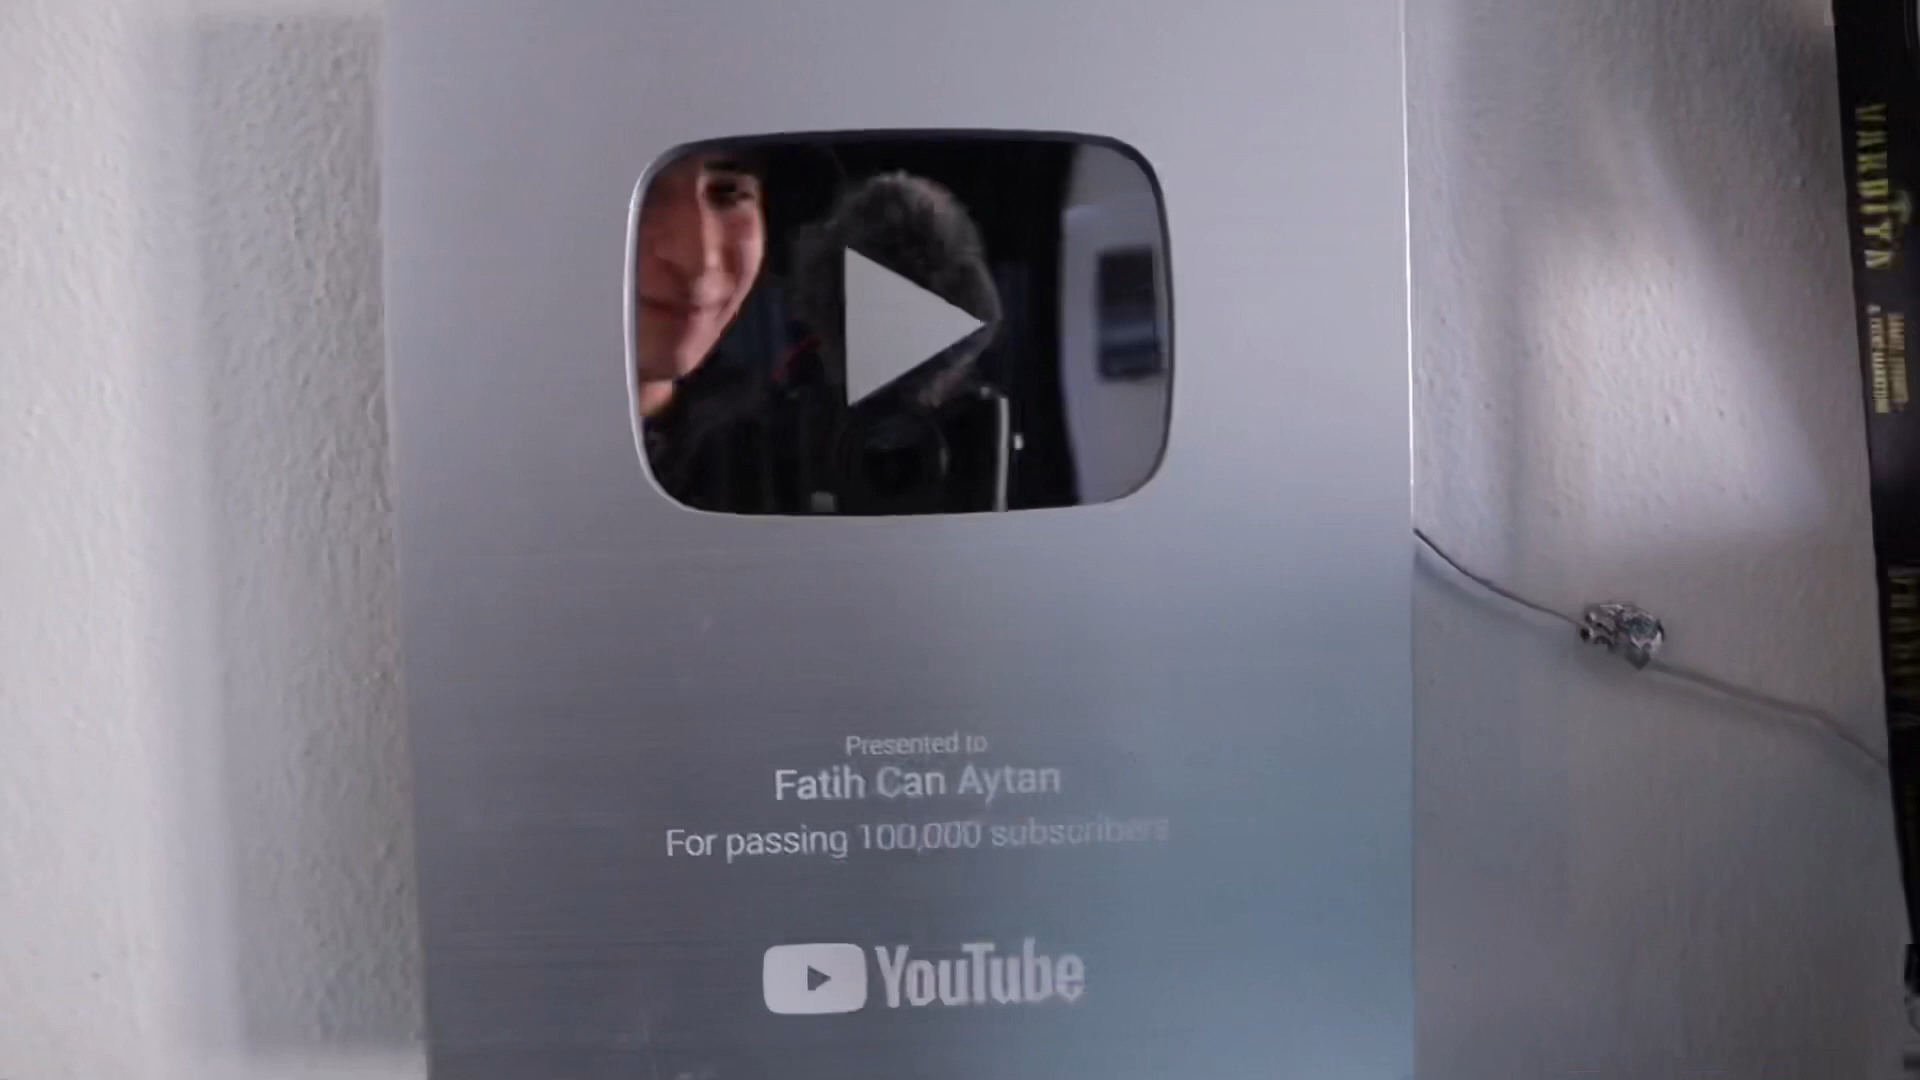 Presented to
Fatih Can Aytan
For passing 100,000 subscribers
YouTube